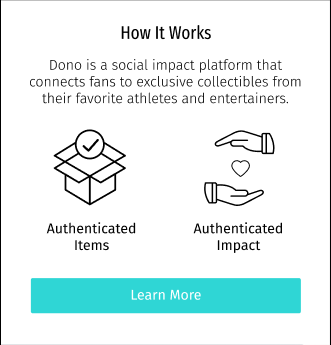 How It Works
Dono is a social impact platform that
connects fans to exclusive collectibles from
their favorite athletes and entertainers.
Authenticated
Items
Authenticated
Impact
Learn More